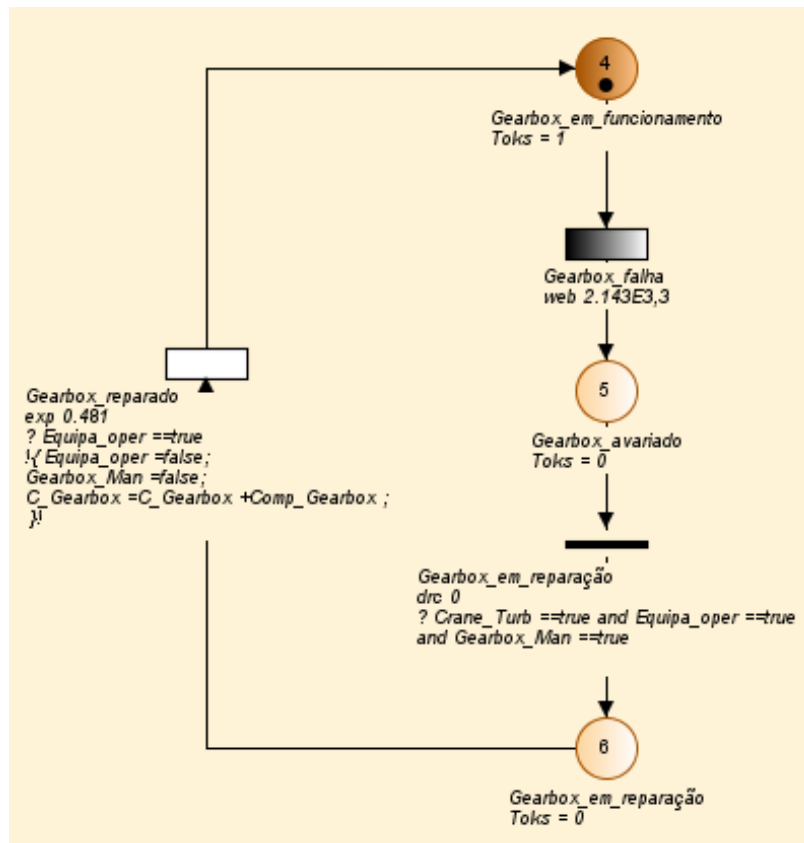 4
Gearbox_em_funcionamento
Toks = 1
Gearbox_falha
web 2.143E3,3
5
Gearbox_avariado
Toks = 0
Gearbox_em_reparação
drc 0
? Crane_Turb ==true and Equipa_oper ==true
and Gearbox_Man ==true
6
Gearbox_em_reparação
Toks = 0
Gearbox_reparado
exp 0.481
? Equipa_oper ==true
!{ Equipa_oper =false;
Gearbox_Man =false;
C_Gearbox =C_Gearbox +Comp_Gearbox ;
}!